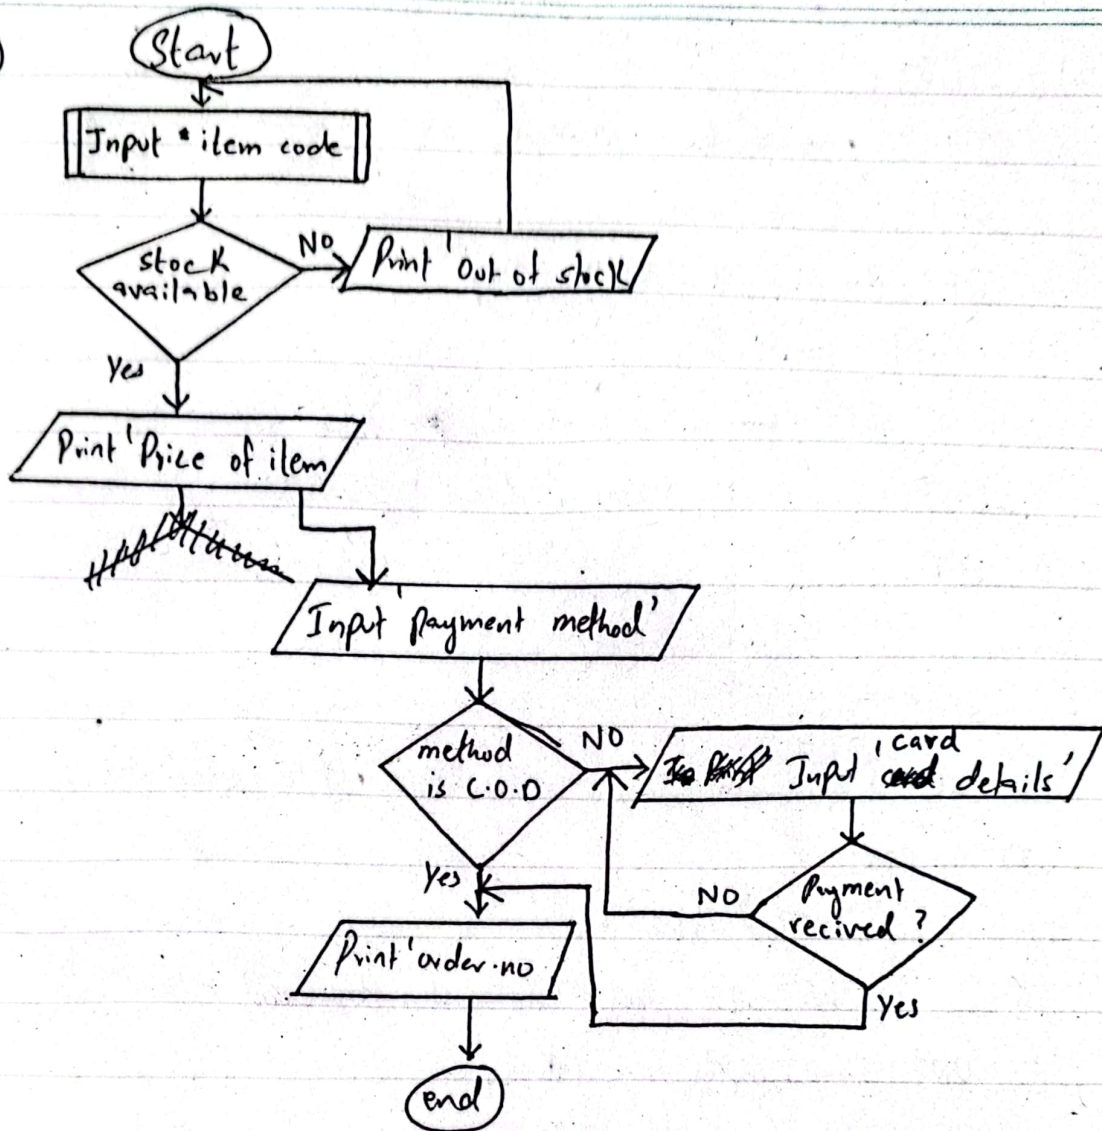 )
Start
Input * item code
stock
available
NO
Print 'Out of stock
Yes
Print 'Price of item
Input 'payment method'
method
is C.O.D
NO
Input 'card details'
Yes
NO
Payment
recived ?
Print 'order.no
Yes
end